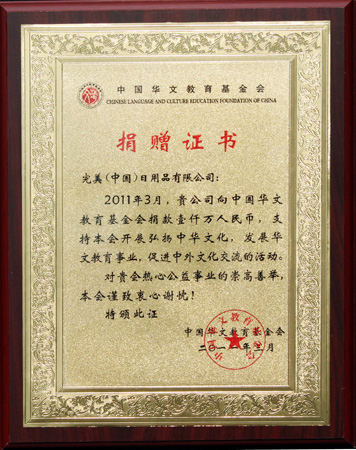 中国华文教育基金会
CHINESE LANGUAGE AND CULTURE EDUCATION FOUNDATION OF CHINA
捐赠证书
完美(中国)日用品有限公司:
2011年3月,贵公司向中国华文
教育基金会捐款壹仟万人民币,支
持本会开展弘扬中华文化,发展华
文教育事业,促进中外文化交流的活动。
对贵会热心公益事业的崇高善举,
本会谨致衷心谢忱!
特颁此证
中国华文教育基金会
二〇一一年三月